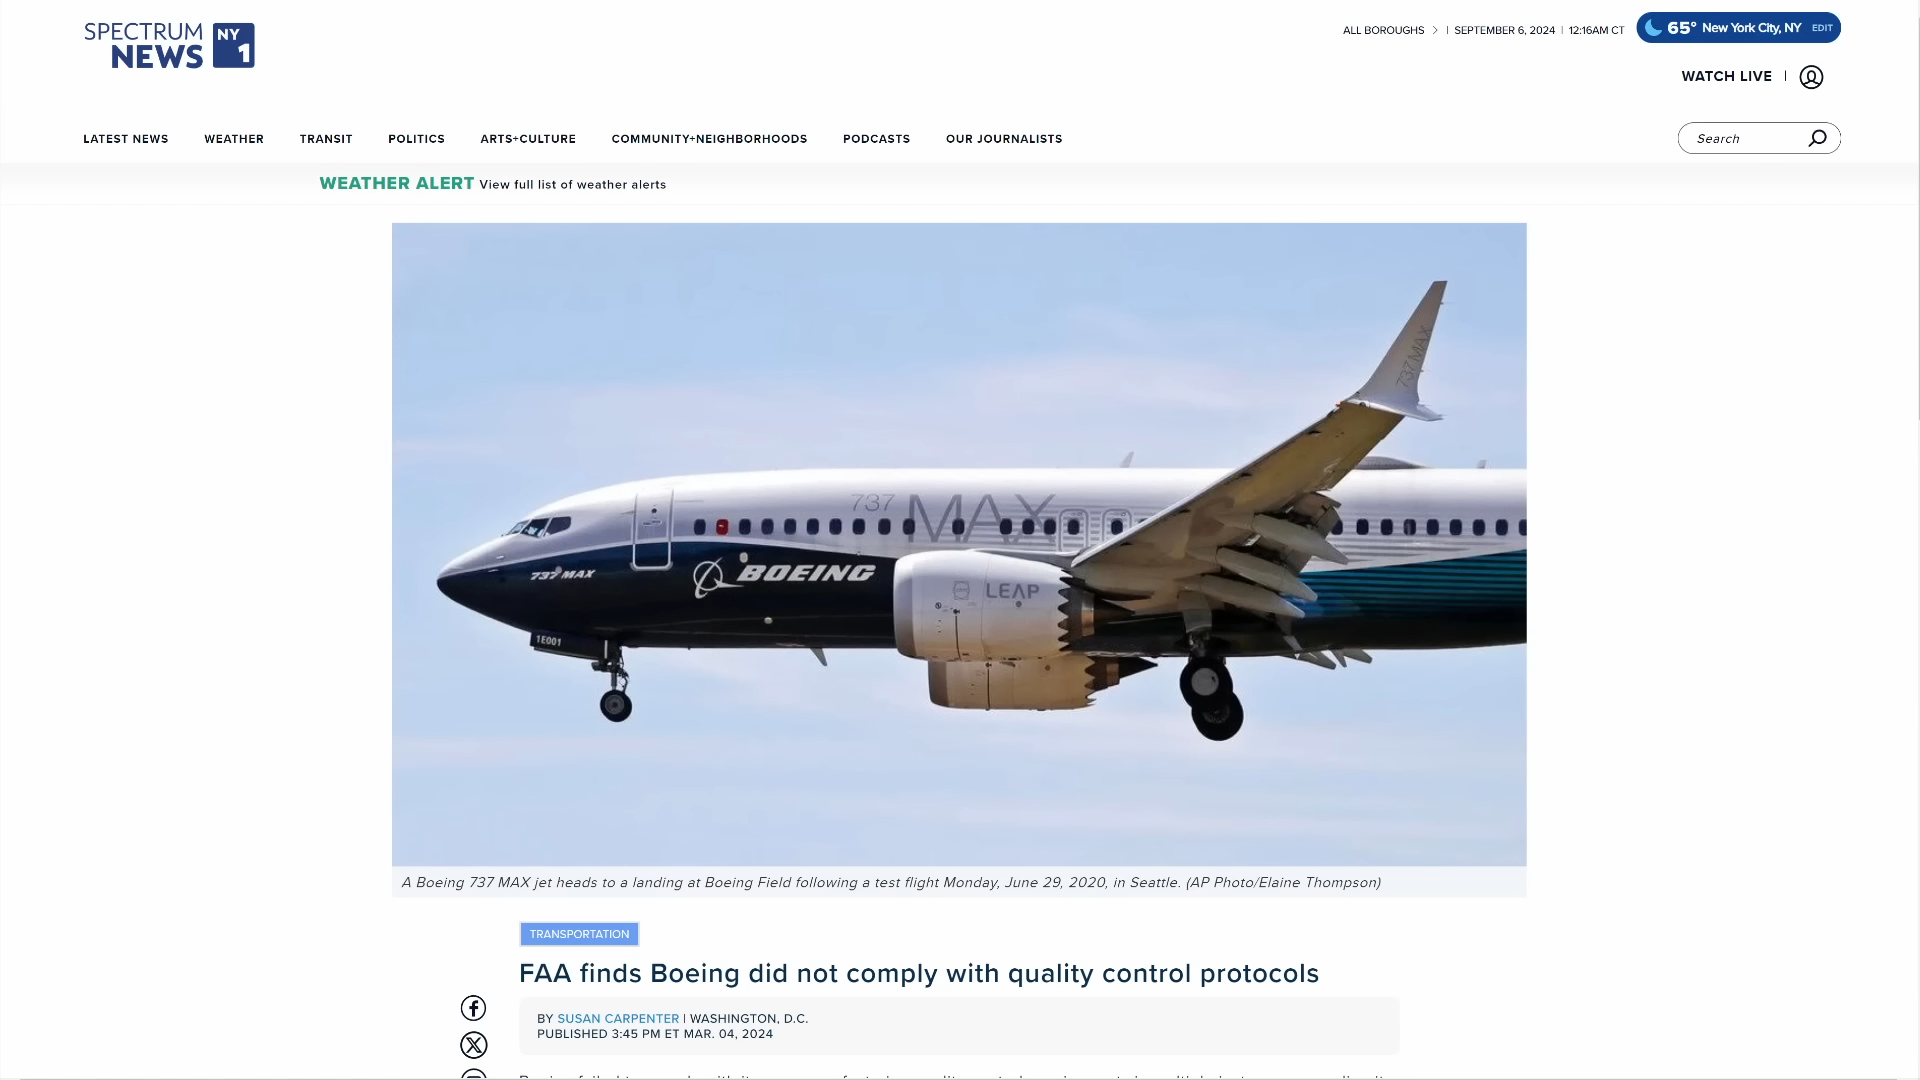 SPECTRUM
NEWS
NY
1
ALL BOROUGHS
SEPTEMBER 6, 2024
12:16AM CT
65° New York City, NY EDIT
WATCH LIVE
LATEST NEWS
WEATHER
TRANSIT
POLITICS
ARTS+CULTURE
COMMUNITY+NEIGHBORHOODS
PODCASTS
OUR JOURNALISTS
Search
WEATHER ALERT View full list of weather alerts
737 MAX
737 MAX
737 MAX
BOEING
LEAP
1E001
A Boeing 737 MAX jet heads to a landing at Boeing Field following a test flight Monday, June 29, 2020, in Seattle. (AP Photo/Elaine Thompson)
TRANSPORTATION
FAA finds Boeing did not comply with quality control protocols
BY SUSAN CARPENTER | WASHINGTON, D.C.
PUBLISHED 3:45 PM ET MAR. 04, 2024